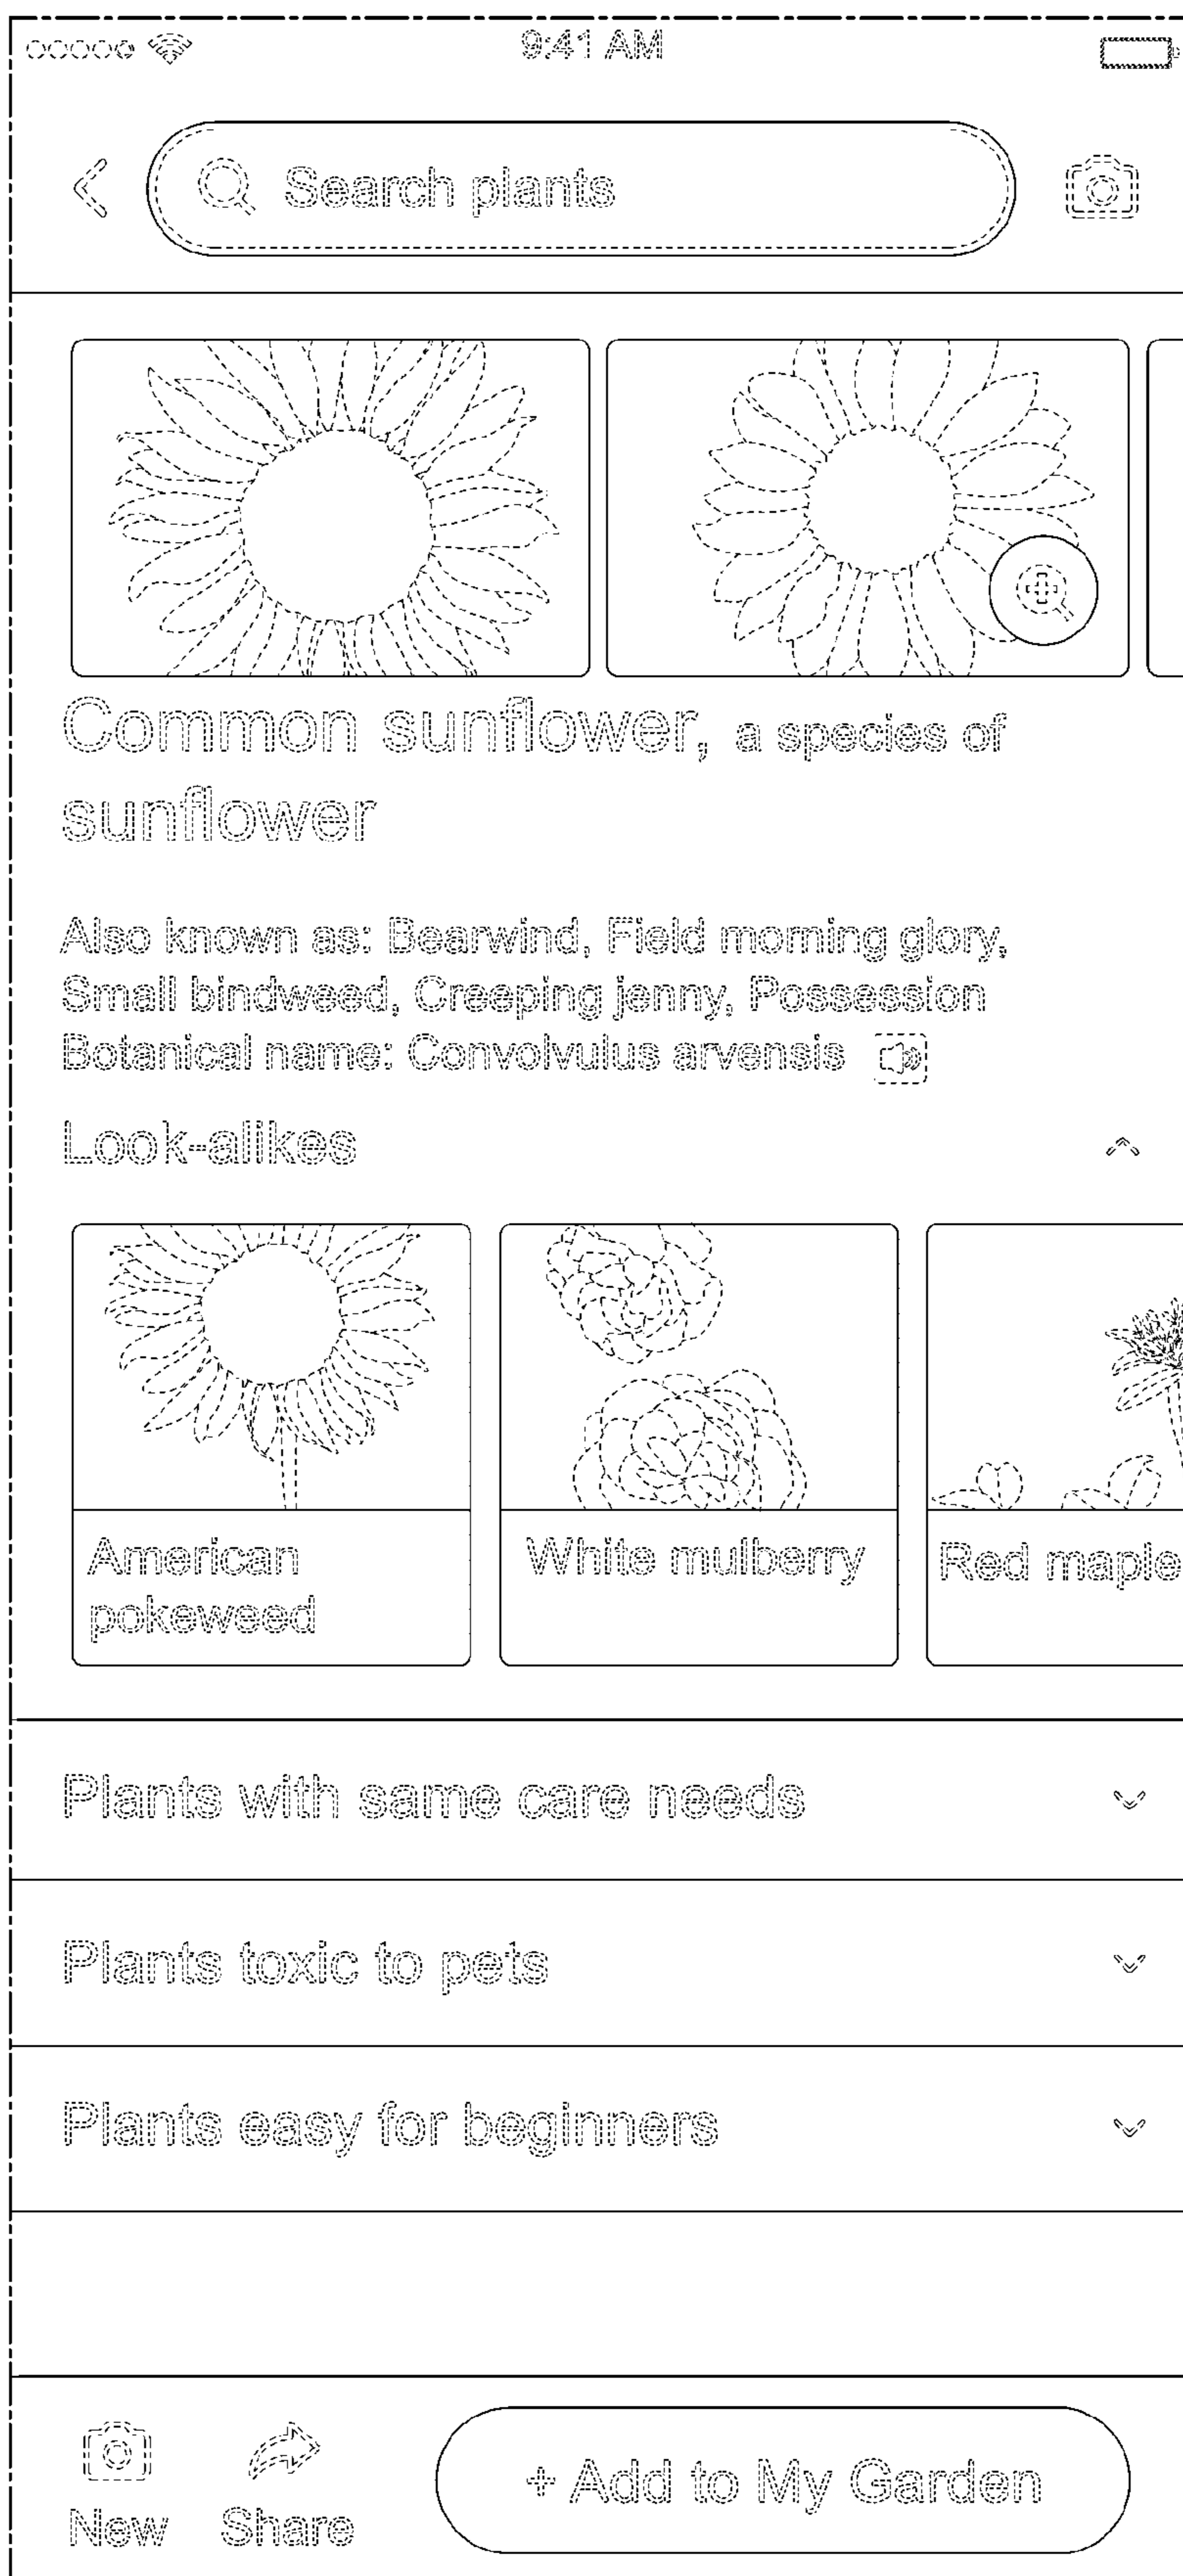 9:41 AM
Search plants
Common sunflower, a species of
sunflower
Also known as: Bearwind, Field morning glory,
Small bindweed, Creeping jenny, Possession
Botanical name: Convolvulus arvensis
Look-alikes
American
pokeweed
White mulberry
Red maple
Plants with same care needs
Plants toxic to pets
Plants easy for beginners
New
Share
+ Add to My Garden